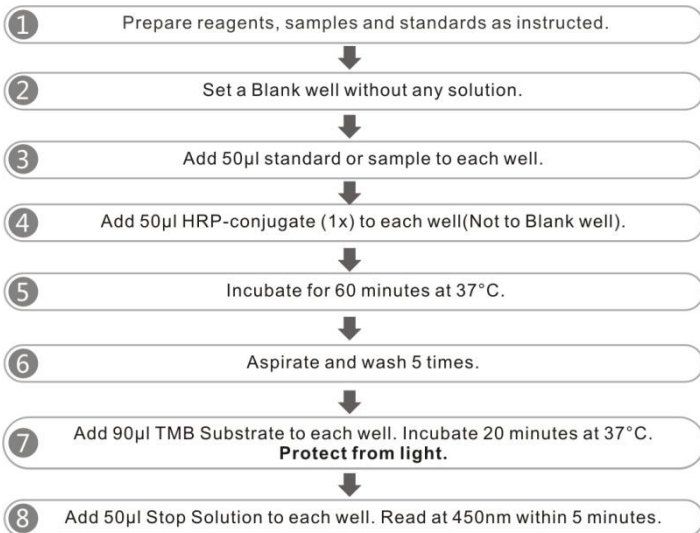 1 Prepare reagents, samples and standards as instructed.
2 Set a Blank well without any solution.
3 Add 50μl standard or sample to each well.
4 Add 50μl HRP-conjugate (1x) to each well(Not to Blank well).
5 Incubate for 60 minutes at 37°C.
6 Aspirate and wash 5 times.
7 Add 90μl TMB Substrate to each well. Incubate 20 minutes at 37°C.
Protect from light.
8 Add 50μl Stop Solution to each well. Read at 450nm within 5 minutes.